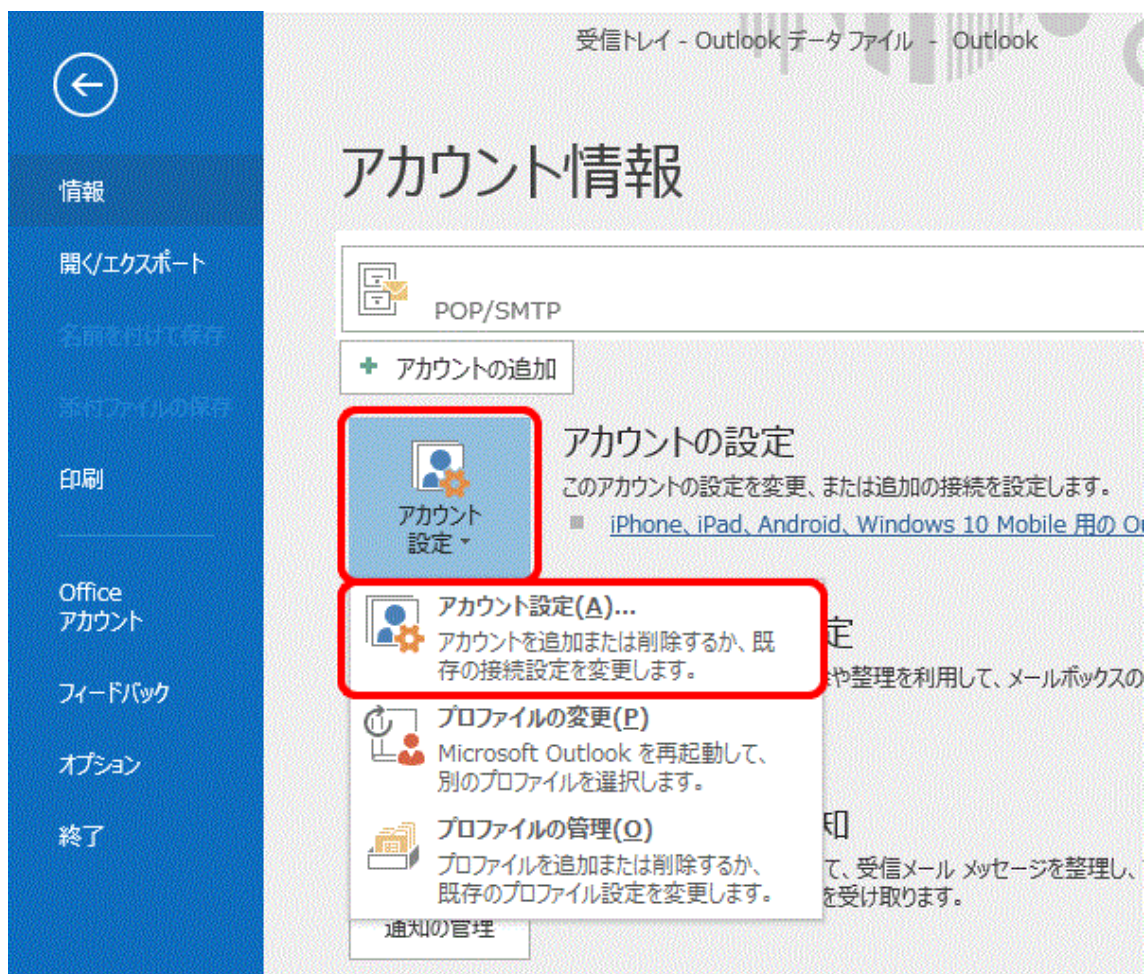 受信トレイ - Outlook データ ファイル - Outlook
アカウント情報
情報
開く/エクスポート
名前を付けて保存
添付ファイルの保存
印刷
Office
アカウント
フィードバック
オプション
終了
POP/SMTP
アカウントの追加
アカウント
設定
アカウントの設定
このアカウントの設定を変更、または追加の接続を設定します。
iPhone、iPad、Android、Windows 10 Mobile 用の
アカウント設定(A)...
アカウントを追加または削除するか、既
存の接続設定を変更します。
定
や整理を利用して、メールボックスの
プロファイルの変更(P)
Microsoft Outlook を再起動して、
別のプロファイルを選択します。
プロファイルの管理(O)
プロファイルを追加または削除するか、
既存のプロファイル設定を変更します。
知
て、受信メール メッセージを整理し、
を受け取ります。
通知の管理